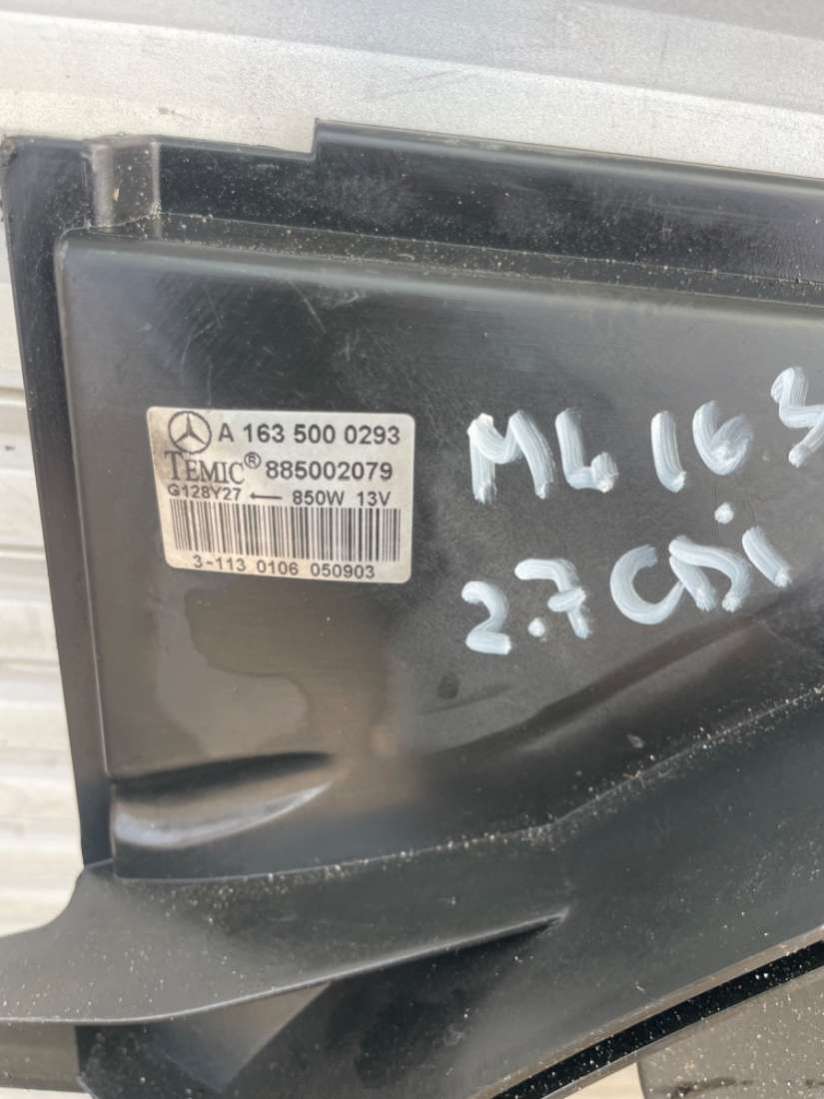 A 163 500 0293
TEMIC® 885002079
G128Y27 ← 850W 13V
3-113 0106 050903
ML 163
2.7 CDi